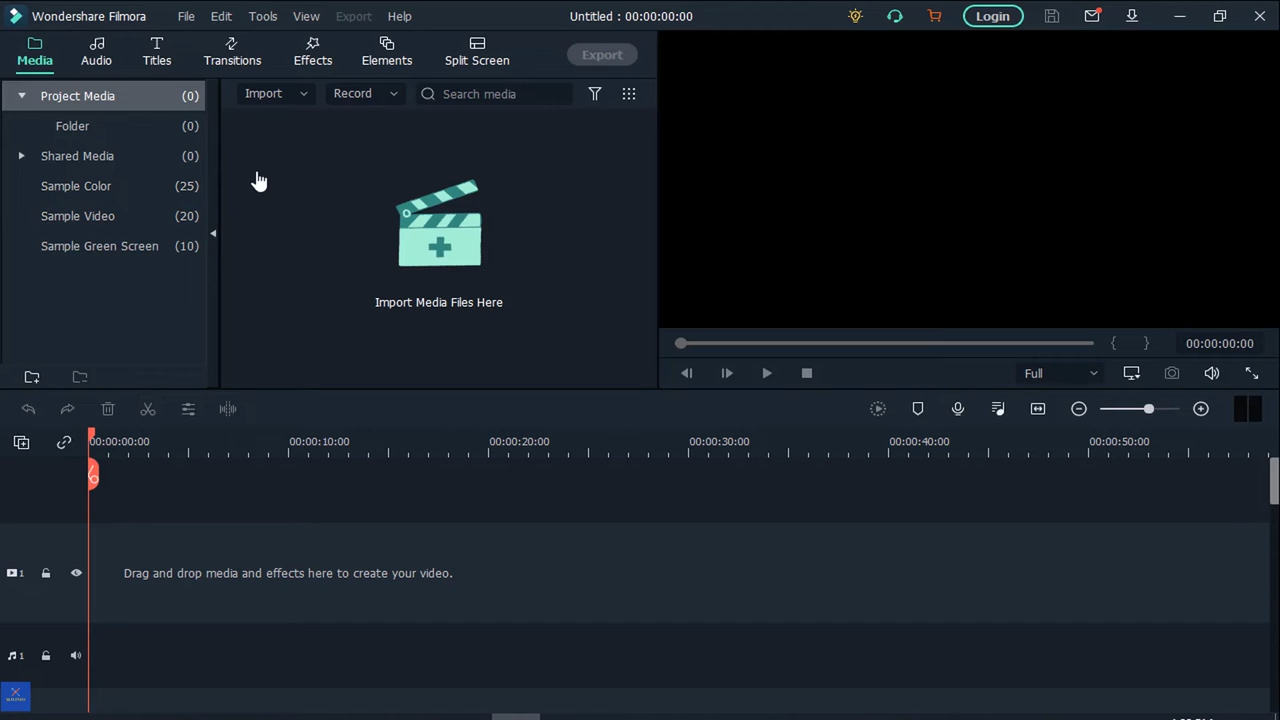 Wondershare Filmora File Edit Tools View Export Help Untitled : 00:00:00:00 Login
Media Audio Titles Transitions Effects Elements Split Screen Export
Project Media (0)
Folder (0)
Shared Media (0)
Sample Color (25)
Sample Video (20)
Sample Green Screen (10)
Import Record Search media
Import Media Files Here
{ } 00:00:00:00
Full
00:00:00:00 00:00:10:00 00:00:20:00 00:00:30:00 00:00:40:00 00:00:50:00
1 Drag and drop media and effects here to create your video.
1